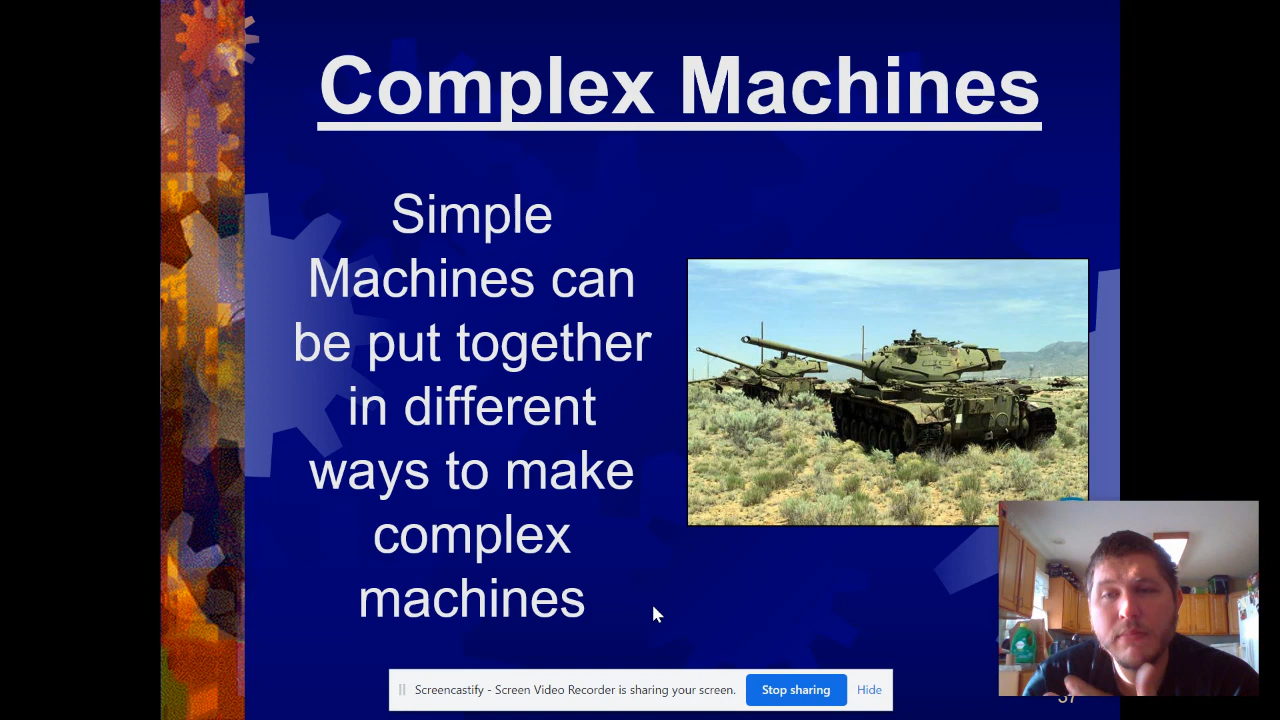 Complex Machines
Simple
Machines can
be put together
in different
ways to make
complex
machines
Screencastify - Screen Video Recorder is sharing your screen.
Stop sharing
Hide
37